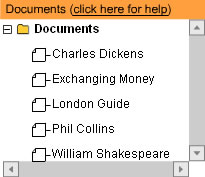 Documents (click here for help)
Documents
Charles Dickens
Exchanging Money
London Guide
Phil Collins
William Shakespeare